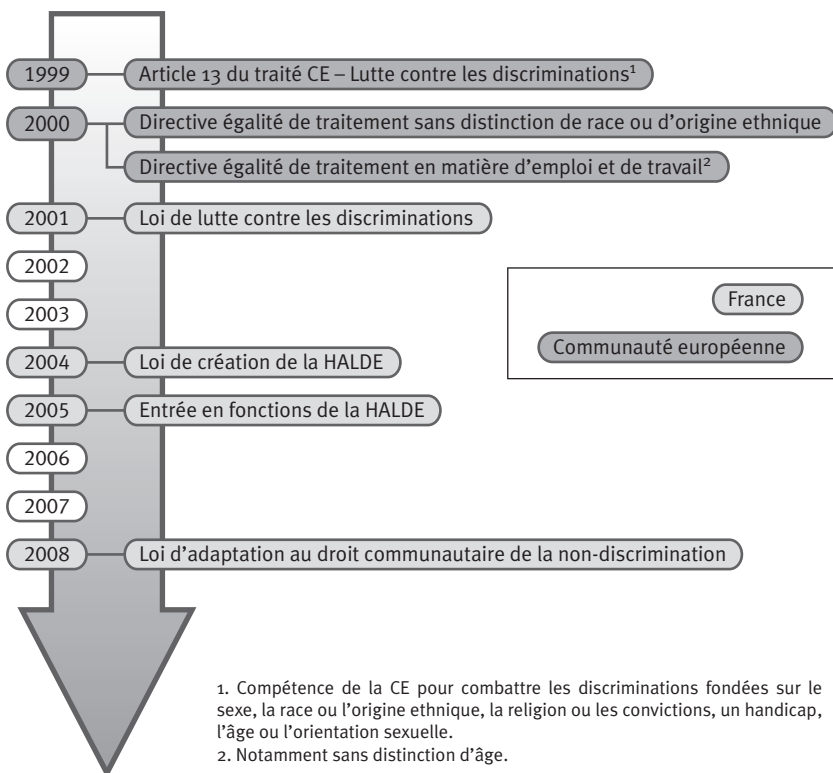 1999
Article 13 du traité CE – Lutte contre les discriminations¹
2000
Directive égalité de traitement sans distinction de race ou d’origine ethnique
Directive égalité de traitement en matière d’emploi et de travail²
2001
Loi de lutte contre les discriminations
2002
2003
France
2004
Loi de création de la HALDE
Communauté européenne
2005
Entrée en fonctions de la HALDE
2006
2007
2008
Loi d’adaptation au droit communautaire de la non-discrimination
1. Compétence de la CE pour combattre les discriminations fondées sur le
sexe, la race ou l’origine ethnique, la religion ou les convictions, un handicap,
l’âge ou l’orientation sexuelle.
2. Notamment sans distinction d’âge.